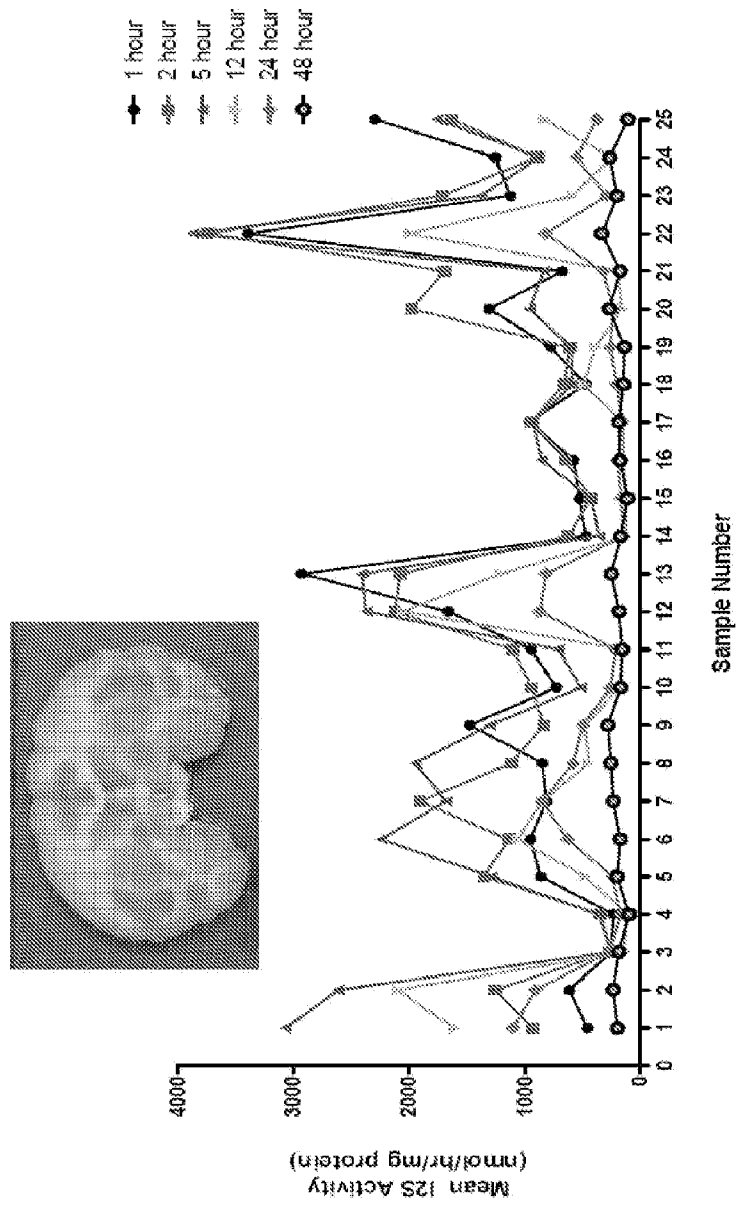 1 hour
2 hour
5 hour
12 hour
24 hour
48 hour
4000
3000
2000
1000
0
Mean I2S Activity
(nmol/hr/mg protein)
0 1 2 3 4 5 6 7 8 9 10 11 12 13 14 15 16 17 18 19 20 21 22 23 24 25
Sample Number